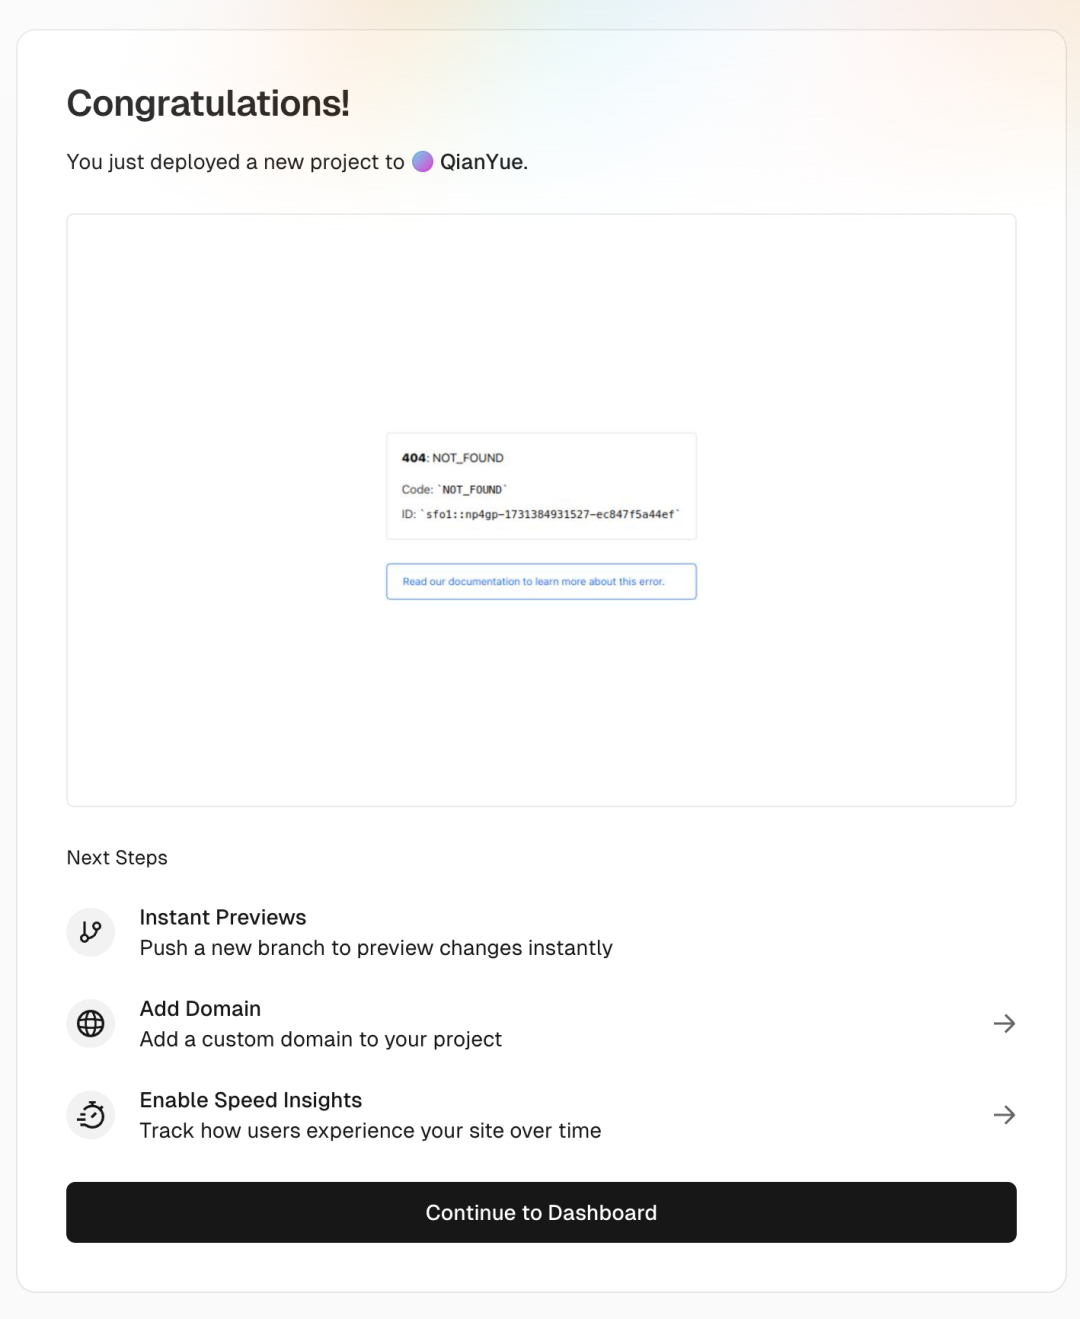 Congratulations!
You just deployed a new project to QianYue.
404: NOT_FOUND
Code: `NOT_FOUND`
ID: `sfo1::np4gp-1731384931527-ec847f5a44ef`
Read our documentation to learn more about this error.
Next Steps
Instant Previews
Push a new branch to preview changes instantly
Add Domain
Add a custom domain to your project
Enable Speed Insights
Track how users experience your site over time
Continue to Dashboard